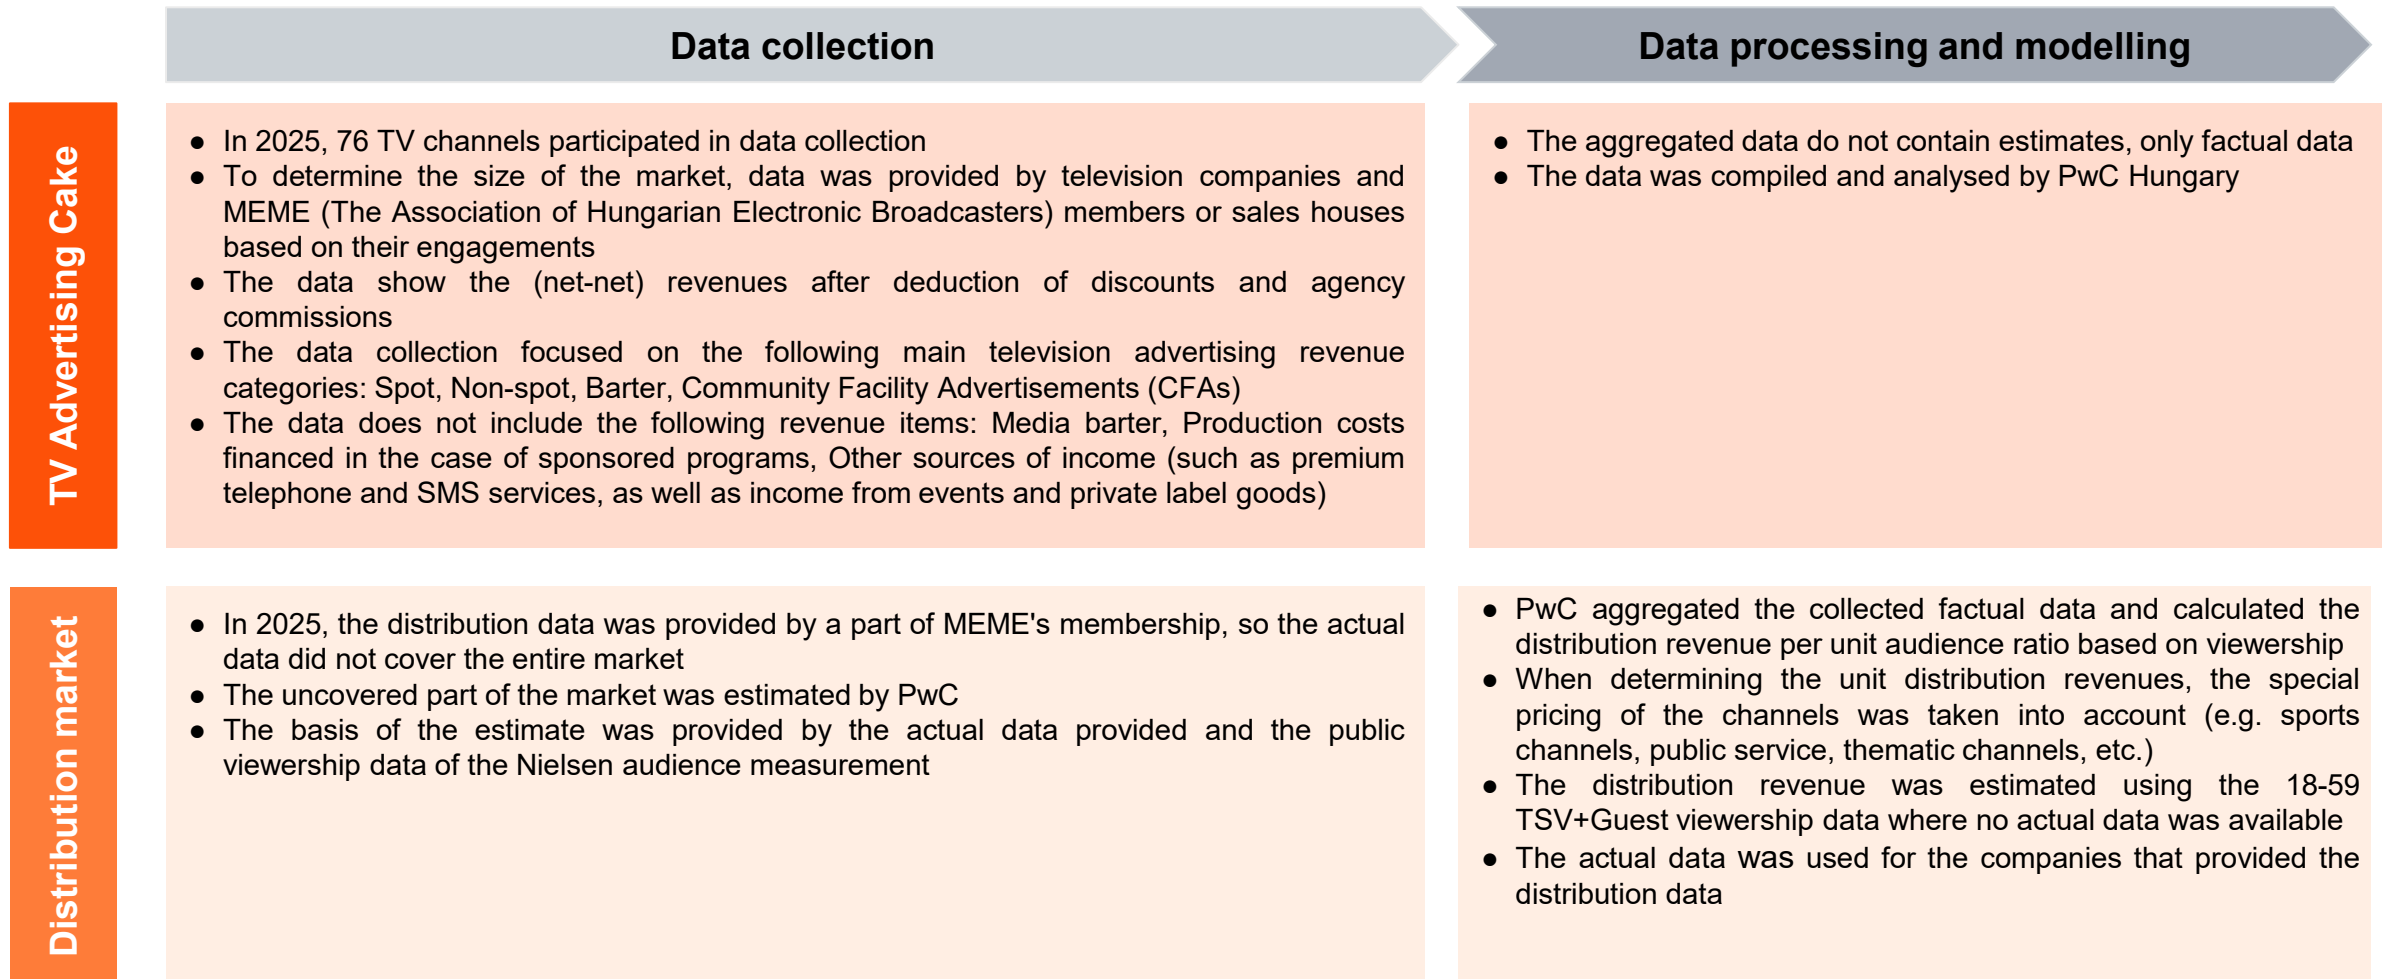 Data collection
Data processing and modelling
TV Advertising Cake
● In 2025, 76 TV channels participated in data collection
● To determine the size of the market, data was provided by television companies and
MEME (The Association of Hungarian Electronic Broadcasters) members or sales houses
based on their engagements
● The data show the (net-net) revenues after deduction of discounts and agency
commissions
● The data collection focused on the following main television advertising revenue
categories: Spot, Non-spot, Barter, Community Facility Advertisements (CFAs)
● The data does not include the following revenue items: Media barter, Production costs
financed in the case of sponsored programs, Other sources of income (such as premium
telephone and SMS services, as well as income from events and private label goods)
● The aggregated data do not contain estimates, only factual data
● The data was compiled and analysed by PwC Hungary
Distribution market
● In 2025, the distribution data was provided by a part of MEME's membership, so the actual
data did not cover the entire market
● The uncovered part of the market was estimated by PwC
● The basis of the estimate was provided by the actual data provided and the public
viewership data of the Nielsen audience measurement
● PwC aggregated the collected factual data and calculated the
distribution revenue per unit audience ratio based on viewership
● When determining the unit distribution revenues, the special
pricing of the channels was taken into account (e.g. sports
channels, public service, thematic channels, etc.)
● The distribution revenue was estimated using the 18-59
TSV+Guest viewership data where no actual data was available
● The actual data was used for the companies that provided the
distribution data